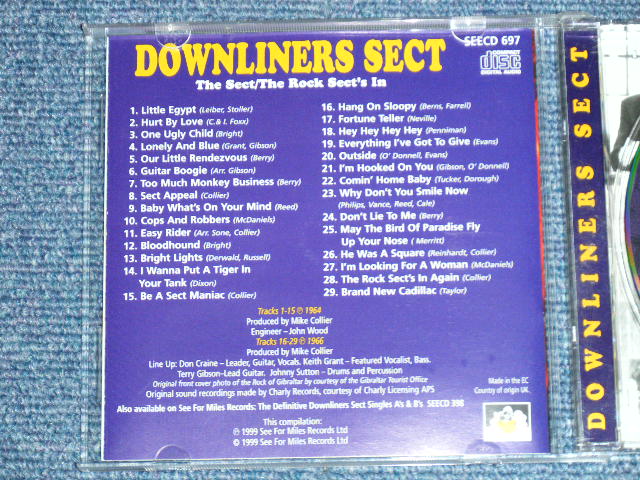 DOWNLINERS SECT
SEECD 697
The Sect/The Rock Sect's In
COMPACT
disc
DIGITAL AUDIO
1. Little Egypt (Leiber, Stoller)
2. Hurt By Love (C.& I. Foxx)
3. One Ugly Child (Bright)
4. Lonely And Blue (Grant, Gibson)
5. Our Little Rendezvous (Berry)
6. Guitar Boogie (Arr. Gibson)
7. Too Much Monkey Business (Berry)
8. Sect Appeal (Collier)
9. Baby What's On Your Mind (Reed)
10. Cops And Robbers (McDaniels)
11. Easy Rider (Arr. Sone, Collier)
12. Bloodhound (Bright)
13. Bright Lights (Derwald, Russell)
14. I Wanna Put A Tiger In
Your Tank (Dixon)
15. Be A Sect Maniac (Collier)
16. Hang On Sloopy (Berns, Farrell)
17. Fortune Teller (Neville)
18. Hey Hey Hey Hey (Penniman)
19. Everything I've Got To Give (Evans)
20. Outside (O' Donnell, Evans)
21. I'm Hooked On You (Gibson, O' Connell)
22. Comin' Home Baby (Tucker, Dorough)
23. Why Don't You Smile Now
(Philips, Vance, Reed, Cale)
24. Don't Lie To Me (Berry)
25. May The Bird Of Paradise Fly
Up Your Nose ( Merritt)
26. He Was A Square (Reinhardt, Collier)
27. I'm Looking For A Woman (McDaniels)
28. The Rock Sect's In Again (Collier)
29. Brand New Cadillac (Taylor)
Tracks 1-15 ℗ 1964
Produced by Mike Collier
Engineer – John Wood
Tracks 16-29 ℗ 1966
Produced by Mike Collier
Line Up: Don Craine – Leader, Guitar, Vocals. Keith Grant – Featured Vocalist, Bass.
Terry Gibson-Lead Guitar. Johnny Sutton – Drums and Percussion
Original front cover photo of the Rock of Gibraltar by courtesy of the Gibraltar Tourist Office
Original sound recordings made by Charly Records, courtesy of Charly Licensing APS
Made in the EC
Country of origin UK
Also available on See For Miles Records: The Definitive Downliners Sect Singles A's & B's SEECD 398
This compilation:
℗ 1999 See For Miles Records Ltd
© 1999 See For Miles Records Ltd
DOWNLINERS SECT